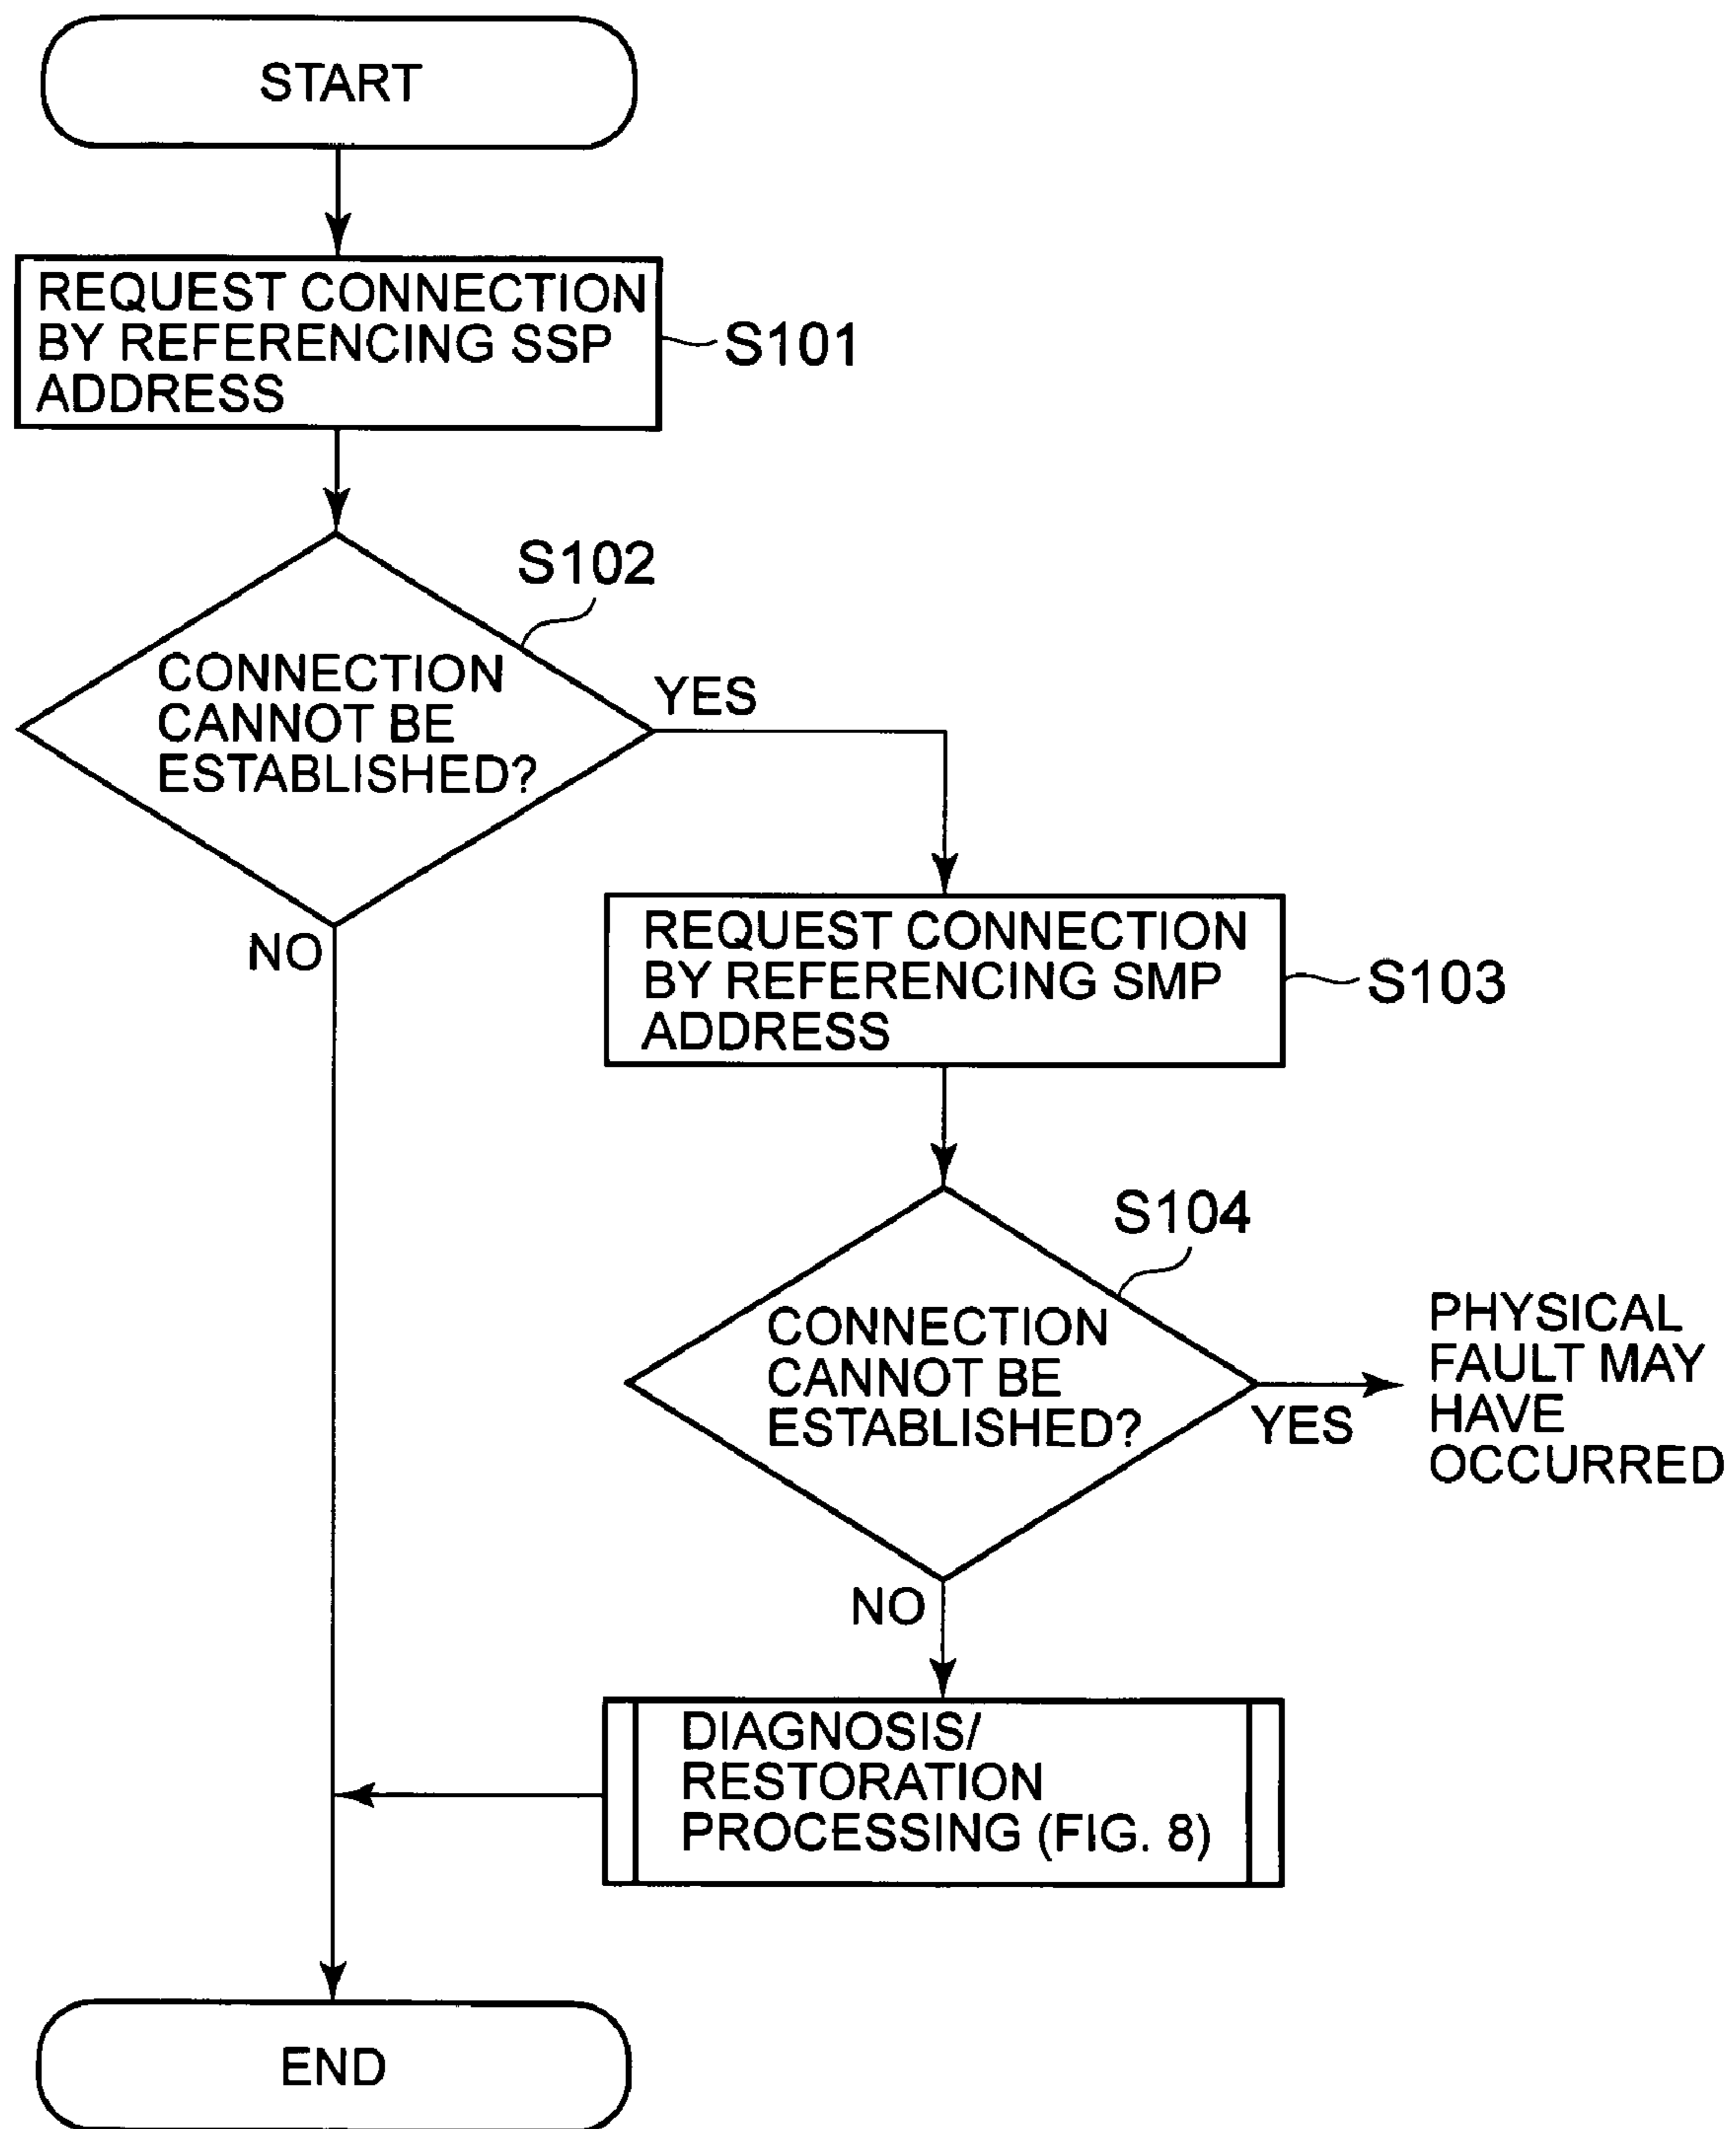 START
REQUEST CONNECTION
BY REFERENCING SSP
ADDRESS
S101
S102
CONNECTION
CANNOT BE
ESTABLISHED?
YES
NO
REQUEST CONNECTION
BY REFERENCING SMP
ADDRESS
S103
S104
CONNECTION
CANNOT BE
ESTABLISHED?
YES
PHYSICAL
FAULT MAY
HAVE
OCCURRED
NO
DIAGNOSIS/
RESTORATION
PROCESSING (FIG. 8)
END